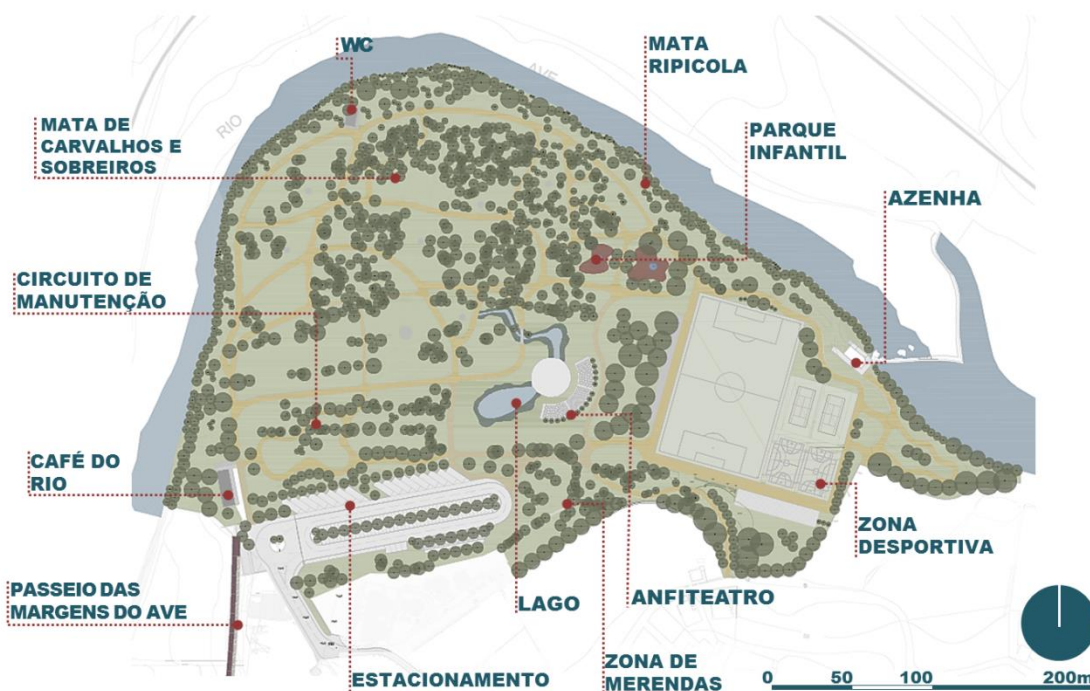 WC
MATA
RIPICOLA
RIO
AVE
MATA DE
CARVALHOS E
SOBREIROS
PARQUE
INFANTIL
AZENHA
CIRCUITO DE
MANUTENÇÃO
CAFÉ DO
RIO
ZONA
DESPORTIVA
PASSEIO DAS
MARGENS DO AVE
LAGO
ANFITEATRO
ESTACIONAMENTO
ZONA DE
MERENDAS
0 50 100 200m